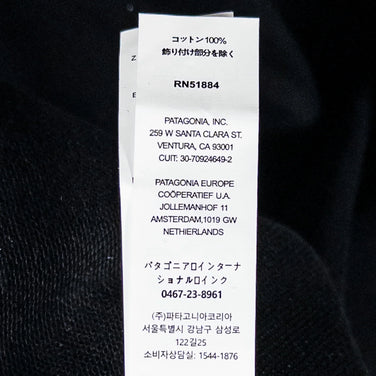 コットン100%
飾り付け部分を除く
RN51884
PATAGONIA, INC.
259 W SANTA CLARA ST.
VENTURA, CA 93001
CUIT: 30-70924649-2
PATAGONIA EUROPE
COÖPERATIEF U.A.
JOLLEMANHOF 11
AMSTERDAM,1019 GW
NETHIERLANDS
パタゴニア□インターナ
ショナル□インク
0467-23-8961
(주)파타고니아코리아
서울특별시 강남구 삼성로
122길25
소비자상담실: 1544-1876